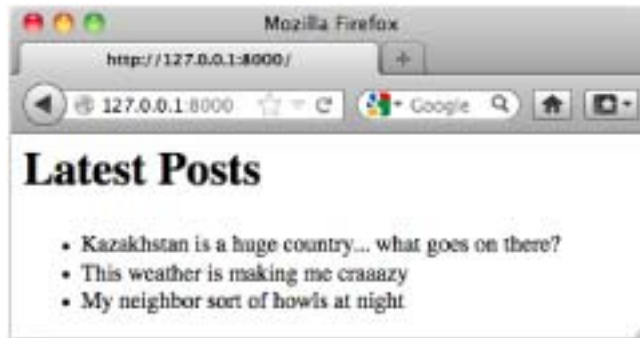 Mozilla Firefox
http://127.0.0.1:8000/
127.0.0.1:8000
Google
Latest Posts
• Kazakhstan is a huge country... what goes on there?
• This weather is making me craaazy
• My neighbor sort of howls at night